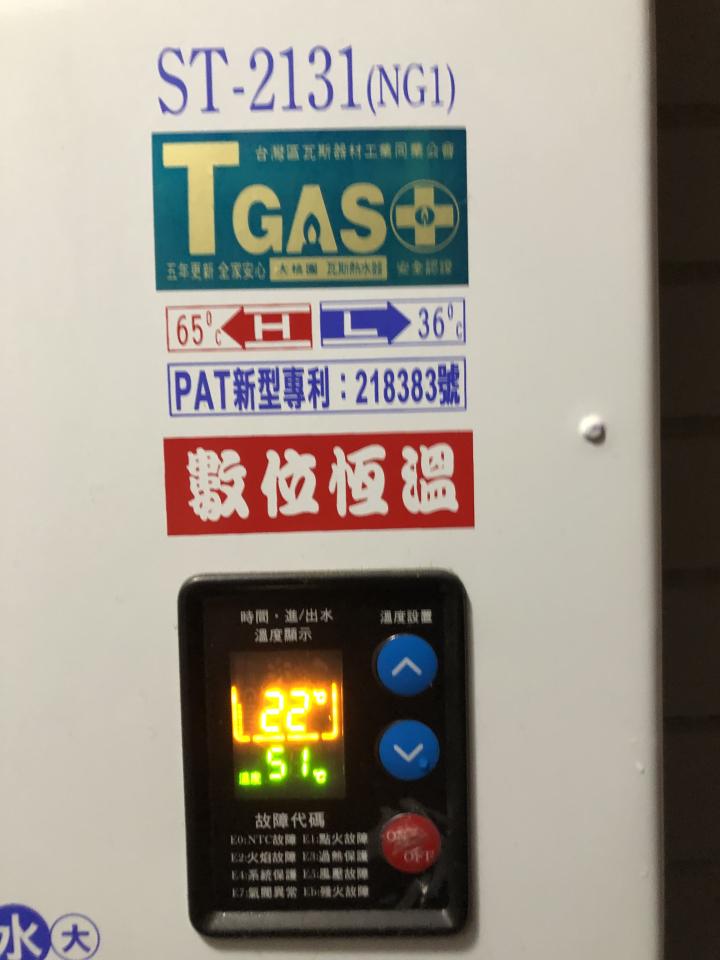 ST-2131(NG1)
台灣區瓦斯器材工業同業公會
TGAS
五年更新 全家安心 大桃園 瓦斯熱水器 安全認證
65°C H L 36°C
PAT新型專利：218383號
數位恆溫
時間・進/出水 溫度設置
溫度顯示
22°C
溫度 51°C
故障代碼
E0:NTC故障 E1:點火故障
E2:火焰故障 E3:過熱保護
E4:系統保護 E5:風壓故障
E7:氣閥異常 E6:殘火故障
ON
OFF
水 大